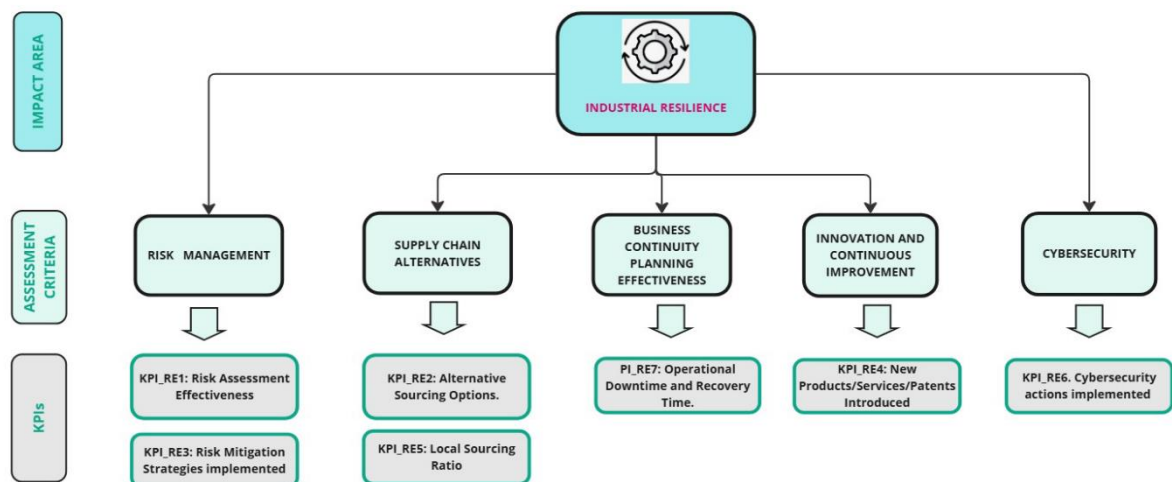 IMPACT AREA
INDUSTRIAL RESILIENCE
ASSESSMENT
CRITERIA
RISK MANAGEMENT
SUPPLY CHAIN
ALTERNATIVES
BUSINESS
CONTINUITY
PLANNING
EFFECTIVENESS
INNOVATION AND
CONTINUOUS
IMPROVEMENT
CYBERSECURITY
KPIs
KPI_RE1: Risk Assessment
Effectiveness
KPI_RE2: Alternative
Sourcing Options.
PI_RE7: Operational
Downtime and Recovery
Time.
KPI_RE4: New
Products/Services/Patents
Introduced
KPI_RE6. Cybersecurity
actions implemented
KPI_RE3: Risk Mitigation
Strategies implemented
KPI_RE5: Local Sourcing
Ratio